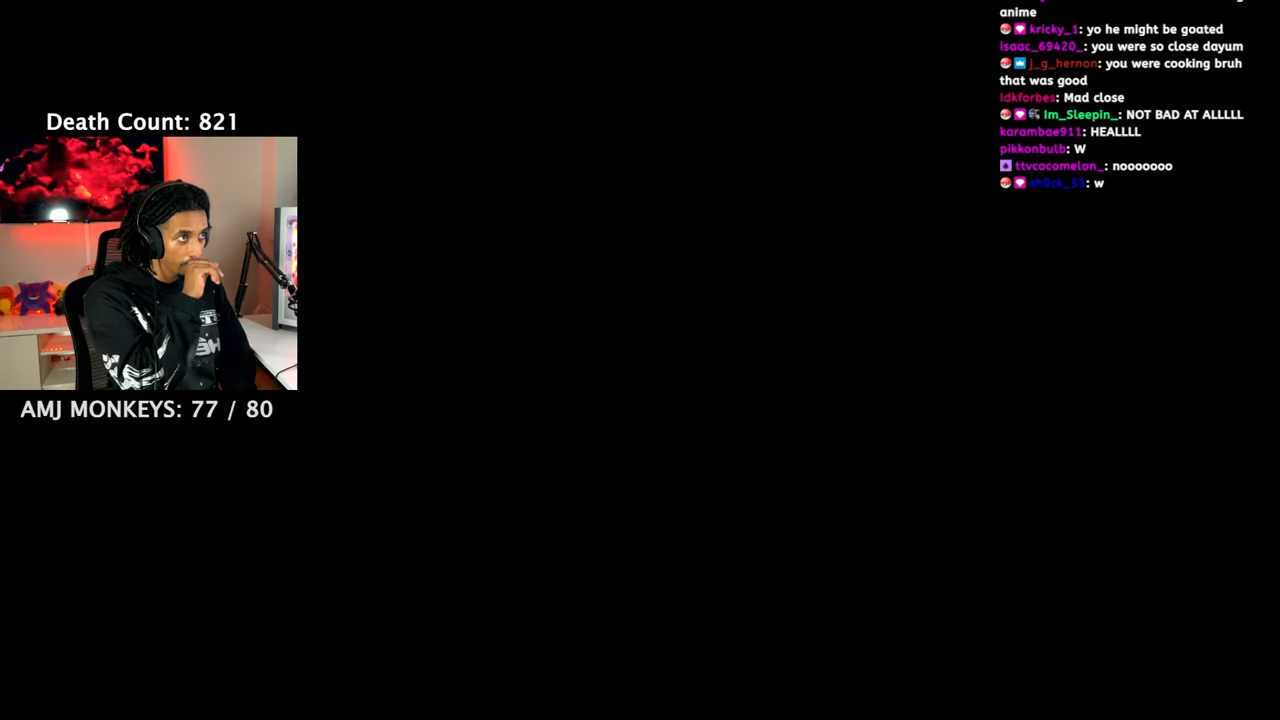 anime
kricky_1: yo he might be goated
isaac_69420_: you were so close dayum
j_g_hernon: you were cooking bruh
that was good
Idkforbes: Mad close
Im_Sleepin_: NOT BAD AT ALLLLL
karambae911: HEALLLL
pikkonbulb: W
ttvcocomelon_: nooooooo
sh0ck_33: w
Death Count: 821
AMJ MONKEYS: 77 / 80